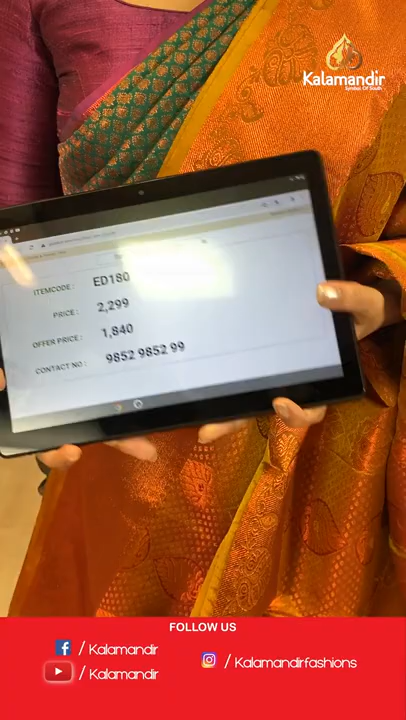 Kalamandir
Symbol Of South
ITEMCODE : ED180
PRICE : 2,299
OFFER PRICE : 1,840
CONTACT NO : 9852 9852 99
FOLLOW US
/ Kalamandir
/ Kalamandir
/ Kalamandirfashions